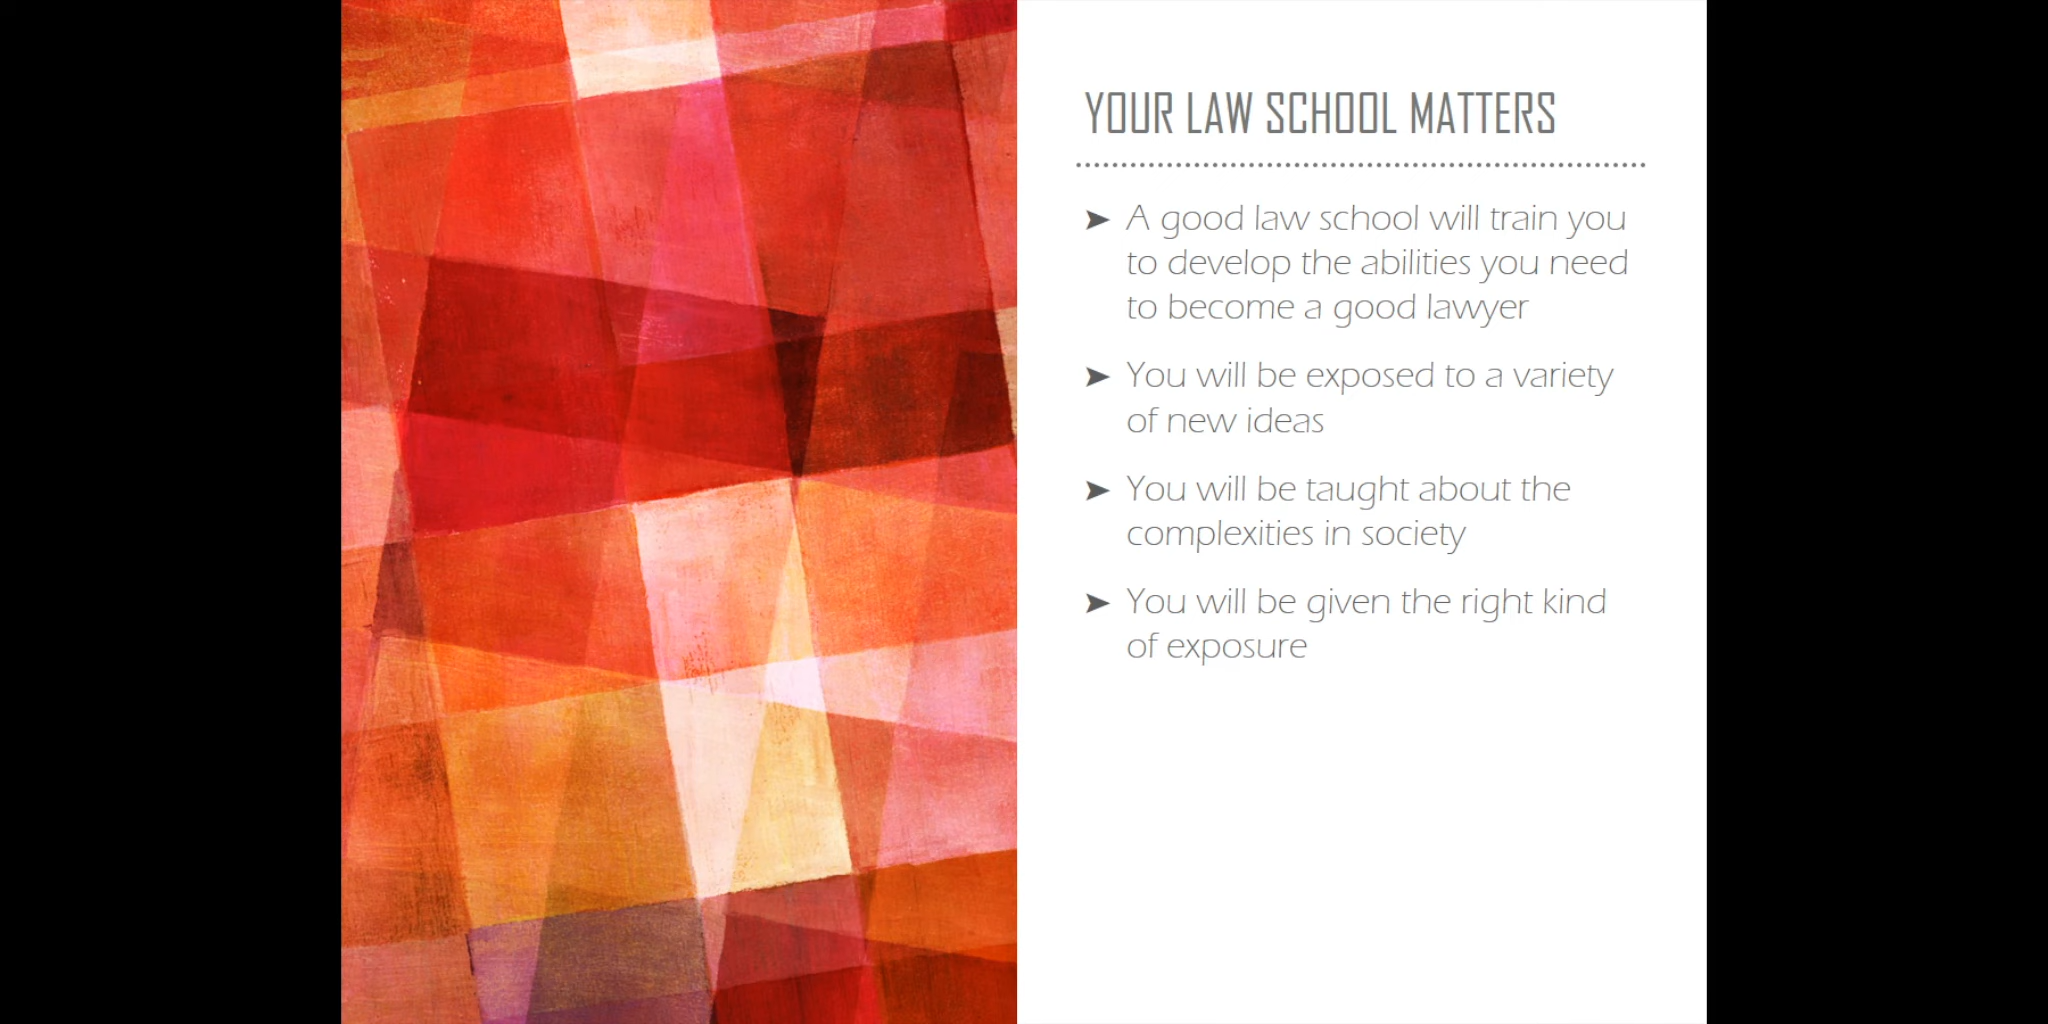 YOUR LAW SCHOOL MATTERS
➤ A good law school will train you
to develop the abilities you need
to become a good lawyer
➤ You will be exposed to a variety
of new ideas
➤ You will be taught about the
complexities in society
➤ You will be given the right kind
of exposure